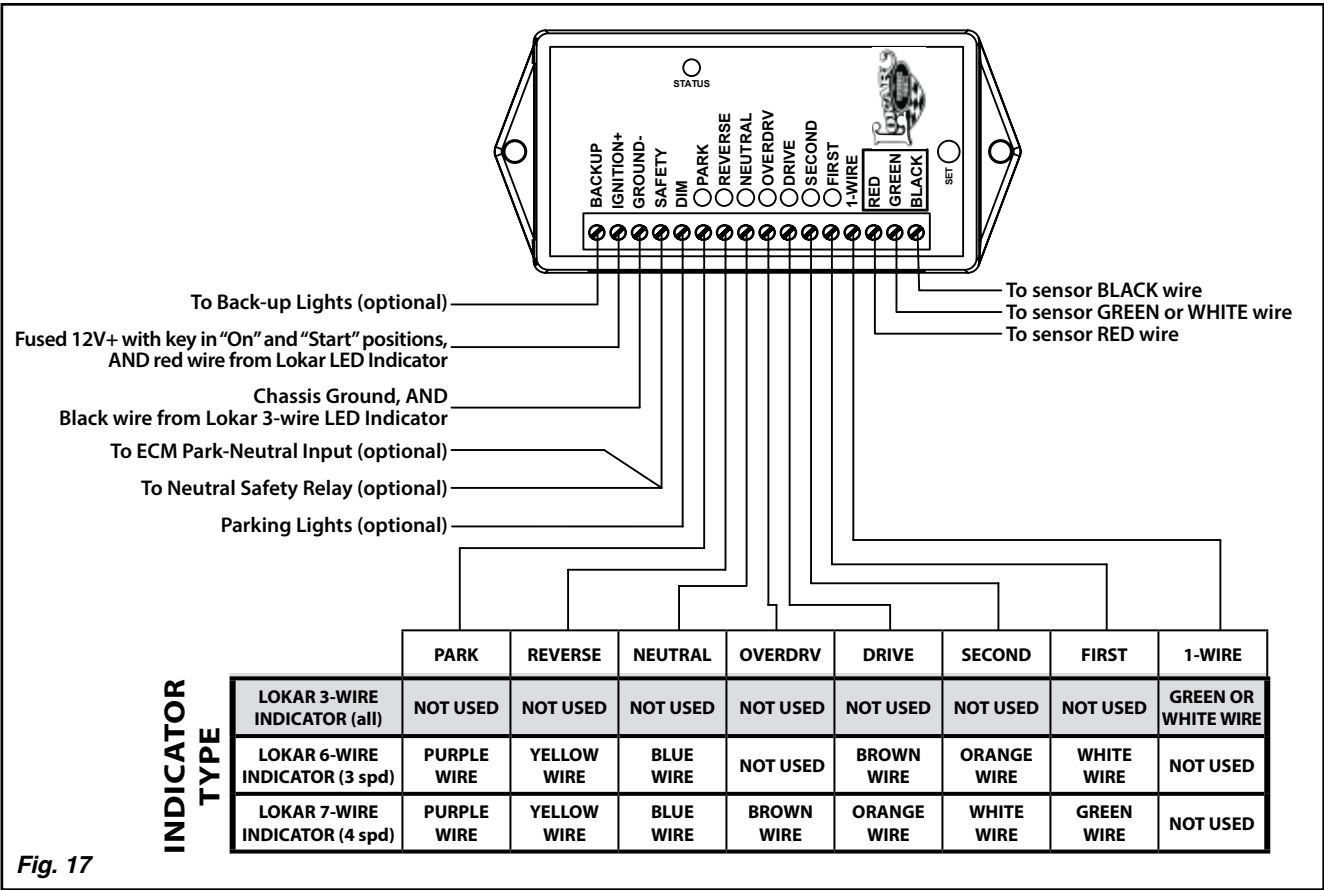 STATUS
LOKAR
BACKUP
IGNITION+
GROUND-
SAFETY
DIM
PARK
REVERSE
NEUTRAL
OVERDRV
DRIVE
SECOND
FIRST
1-WIRE
RED
GREEN
BLACK
SET
To Back-up Lights (optional)
Fused 12V+ with key in “On” and “Start” positions,
AND red wire from Lokar LED Indicator
Chassis Ground, AND
Black wire from Lokar 3-wire LED Indicator
To ECM Park-Neutral Input (optional)
To Neutral Safety Relay (optional)
Parking Lights (optional)
To sensor BLACK wire
To sensor GREEN or WHITE wire
To sensor RED wire
PARK REVERSE NEUTRAL OVERDRV DRIVE SECOND FIRST 1-WIRE
INDICATOR
TYPE
LOKAR 3-WIRE
INDICATOR (all)
NOT USED NOT USED NOT USED NOT USED NOT USED NOT USED NOT USED
GREEN OR
WHITE WIRE
LOKAR 6-WIRE
INDICATOR (3 spd)
PURPLE
WIRE
YELLOW
WIRE
BLUE
WIRE
NOT USED
BROWN
WIRE
ORANGE
WIRE
WHITE
WIRE
NOT USED
LOKAR 7-WIRE
INDICATOR (4 spd)
PURPLE
WIRE
YELLOW
WIRE
BLUE
WIRE
BROWN
WIRE
ORANGE
WIRE
WHITE
WIRE
GREEN
WIRE
NOT USED
Fig. 17